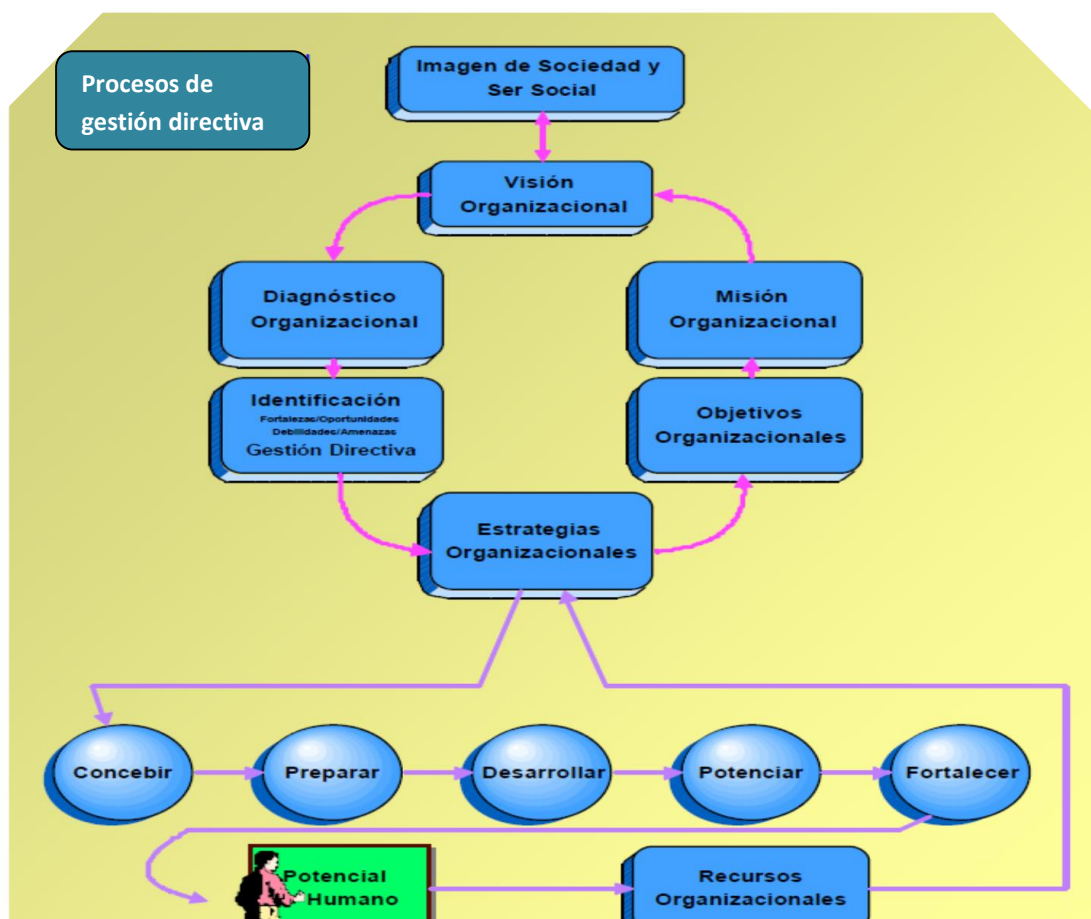 Procesos de
gestión directiva
Imagen de Sociedad y
Ser Social
Visión
Organizacional
Diagnóstico
Organizacional
Misión
Organizacional
Identificación
Fortalezas/Oportunidades
Debilidades/Amenazas
Gestión Directiva
Objetivos
Organizacionales
Estrategias
Organizacionales
Concebir
Preparar
Desarrollar
Potenciar
Fortalecer
Potencial
Humano
Recursos
Organizacionales